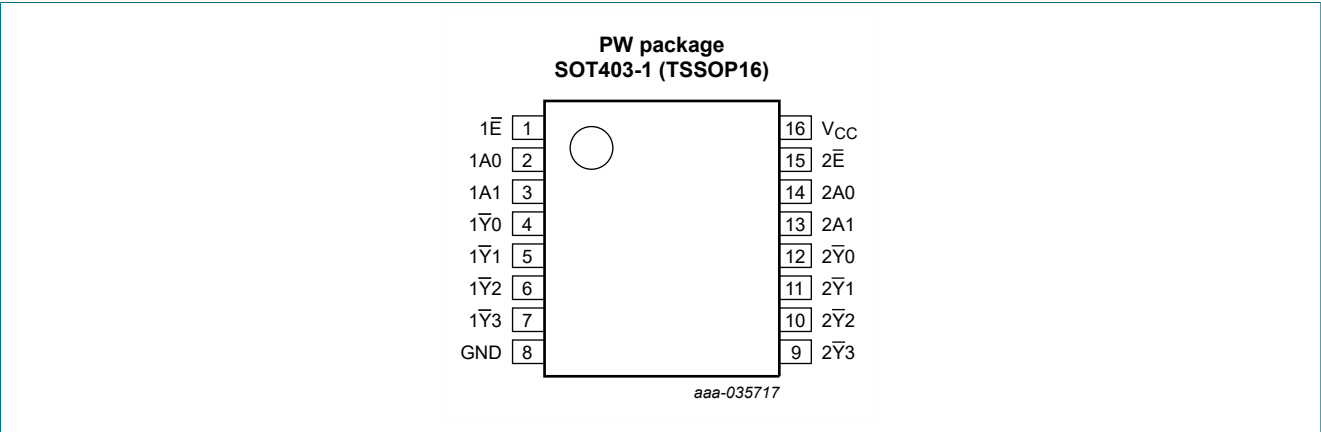 PW package
SOT403-1 (TSSOP16)
1E̅ 1 16 VCC
1A0 2 15 2E̅
1A1 3 14 2A0
1Y̅0 4 13 2A1
1Y̅1 5 12 2Y̅0
1Y̅2 6 11 2Y̅1
1Y̅3 7 10 2Y̅2
GND 8 9 2Y̅3
aaa-035717